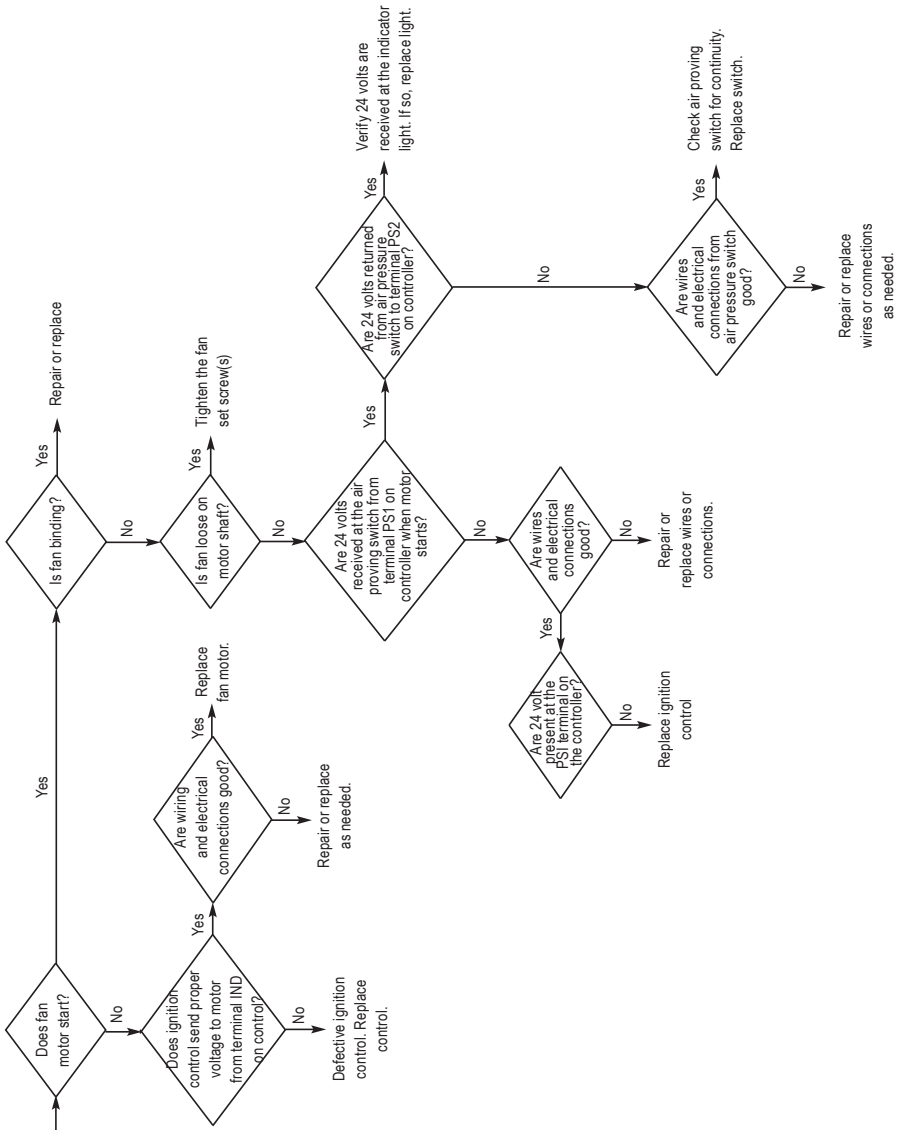 Does fan
motor start?
Yes
No
Is fan binding?
Yes
Repair or replace
No
Does ignition
control send proper
voltage to motor
from terminal IND
on control?
Yes
No
Defective ignition
control. Replace
control.
Are wiring
and electrical
connections good?
Yes
Replace
fan motor.
No
Repair or replace
as needed.
Is fan loose on
motor shaft?
Yes
Tighten the fan
set screw(s)
No
Are 24 volts
received at the air
proving switch from
terminal PS1 on
controller when motor
starts?
Yes
No
Are 24 volts returned
from air pressure
switch to terminal PS2
on controller?
Yes
Verify 24 volts are
received at the indicator
light. If so, replace light.
No
Are wires
and electrical
connections good?
Yes
No
Repair or
replace wires or
connections.
Are 24 volt
present at the
PSI terminal on
the controller?
No
Replace ignition
control
Are wires
and electrical
connections from
air pressure switch
good?
Yes
Check air proving
switch for continuity.
Replace switch.
No
Repair or replace
wires or connections
as needed.